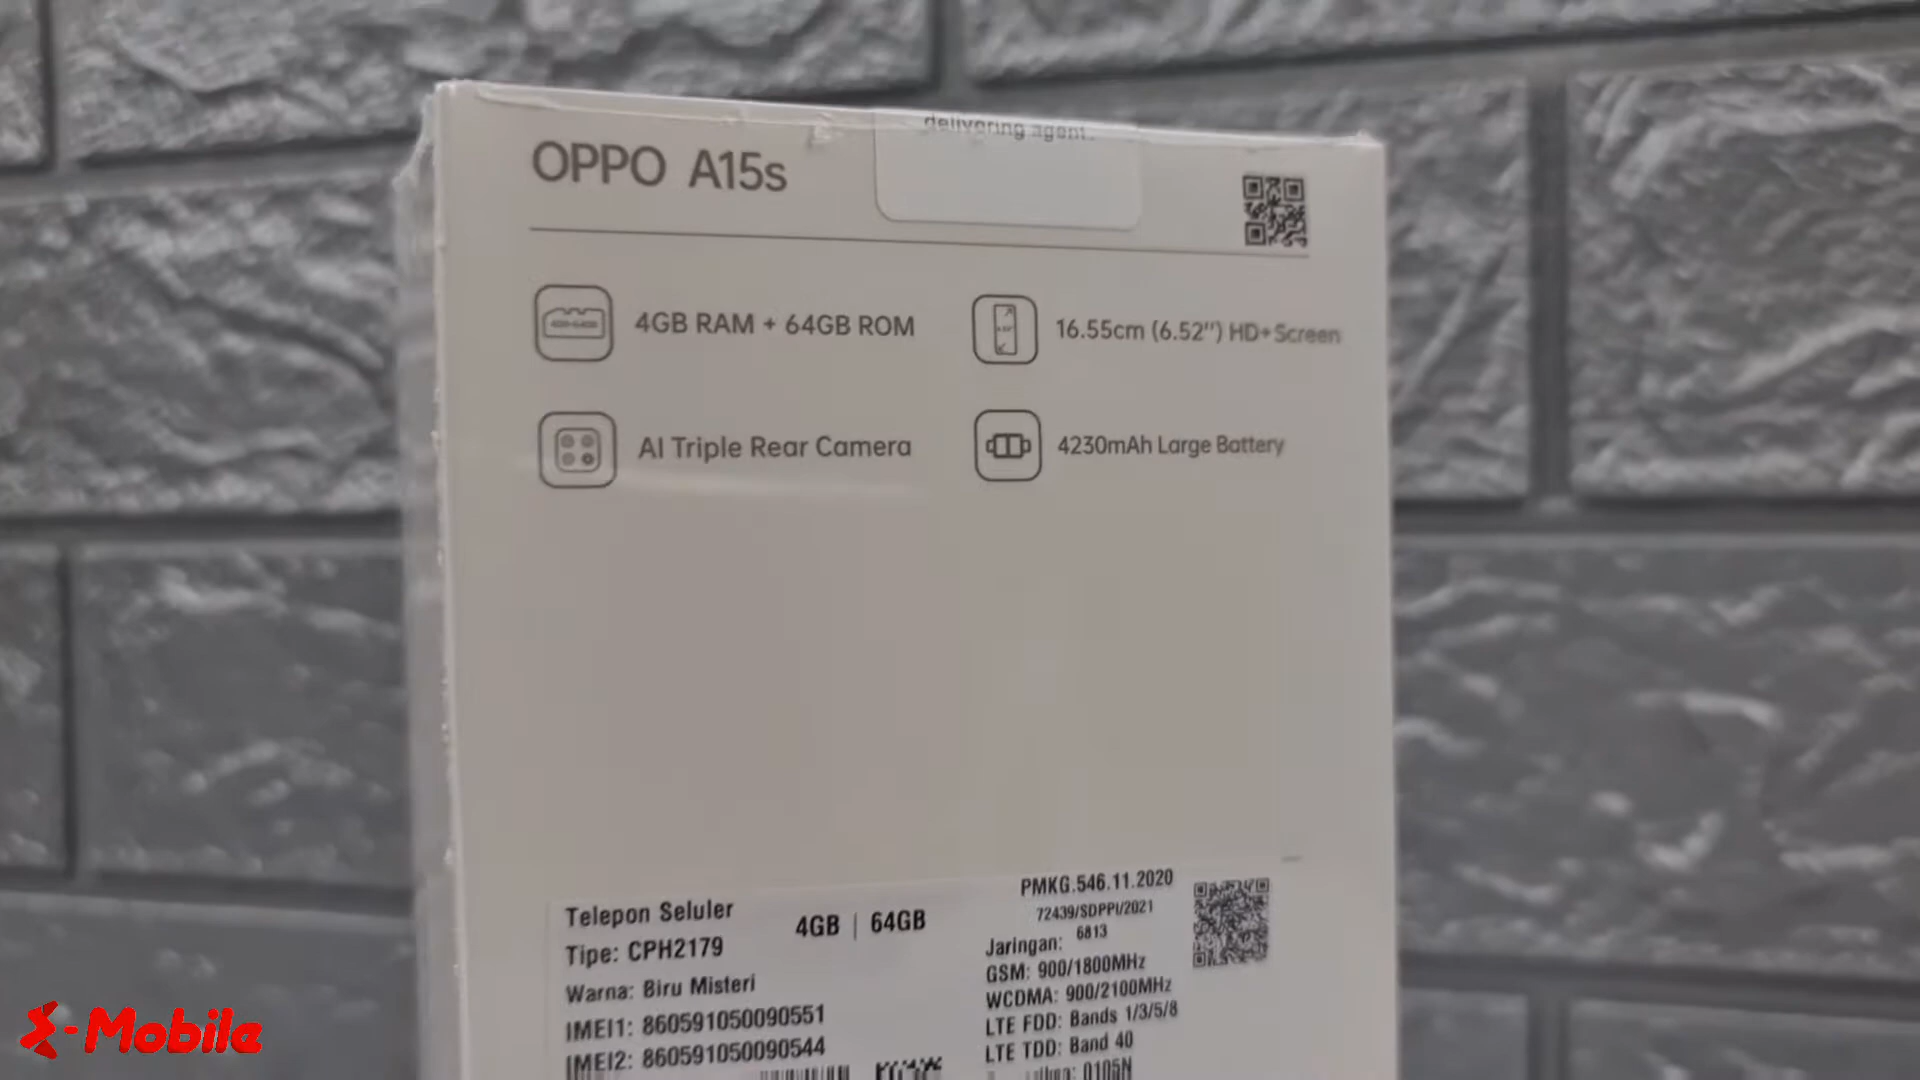 delivering agent.
OPPO A15s
4GB RAM + 64GB ROM
16.55cm (6.52") HD+ Screen
AI Triple Rear Camera
4230mAh Large Battery
Telepon Seluler
4GB | 64GB
Tipe: CPH2179
Warna: Biru Misteri
IMEI1: 860591050090551
IMEI2: 860591050090544
PMKG.546.11.2020
72439/SDPPI/2021
6813
Jaringan:
GSM: 900/1800MHz
WCDMA: 900/2100MHz
LTE FDD: Bands 1/3/5/8
LTE TDD: Band 40
0105N
Σ-Mobile